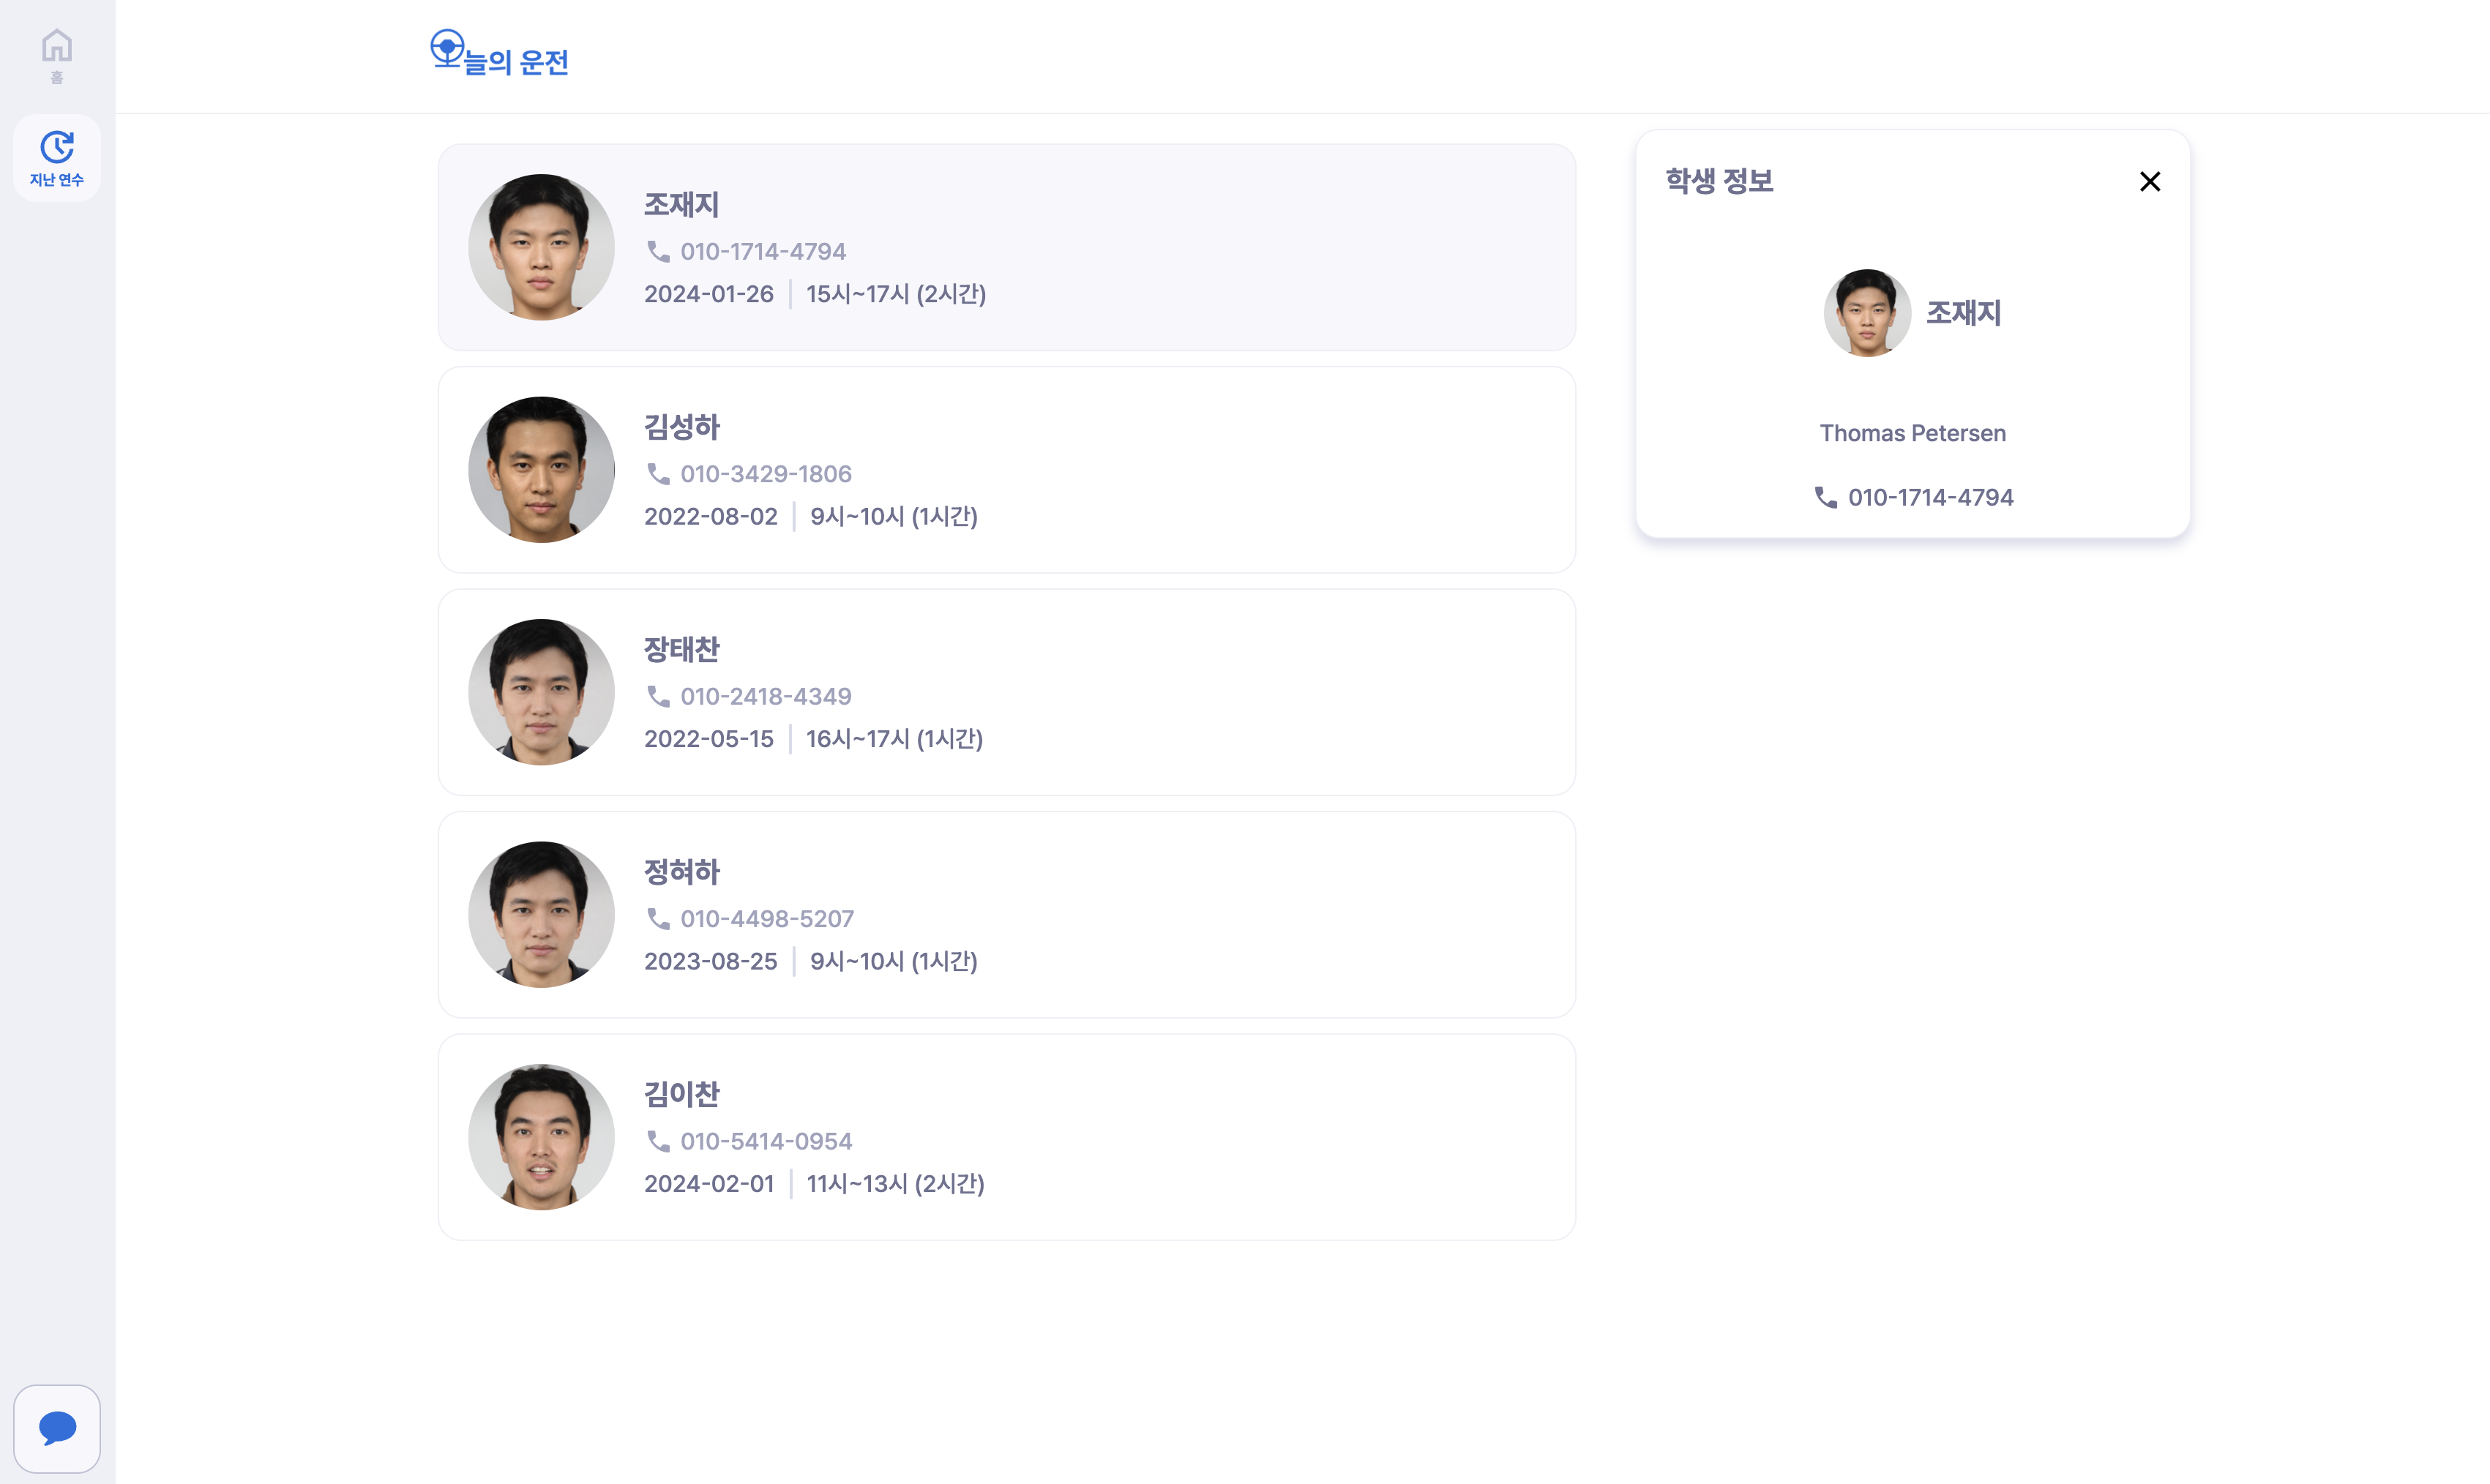 홈
지난 연수
늘의 운전
조재지
010-1714-4794
2024-01-26 15시~17시 (2시간)
김성하
010-3429-1806
2022-08-02 9시~10시 (1시간)
장태찬
010-2418-4349
2022-05-15 16시~17시 (1시간)
정혀하
010-4498-5207
2023-08-25 9시~10시 (1시간)
김이찬
010-5414-0954
2024-02-01 11시~13시 (2시간)
학생 정보
조재지
Thomas Petersen
010-1714-4794